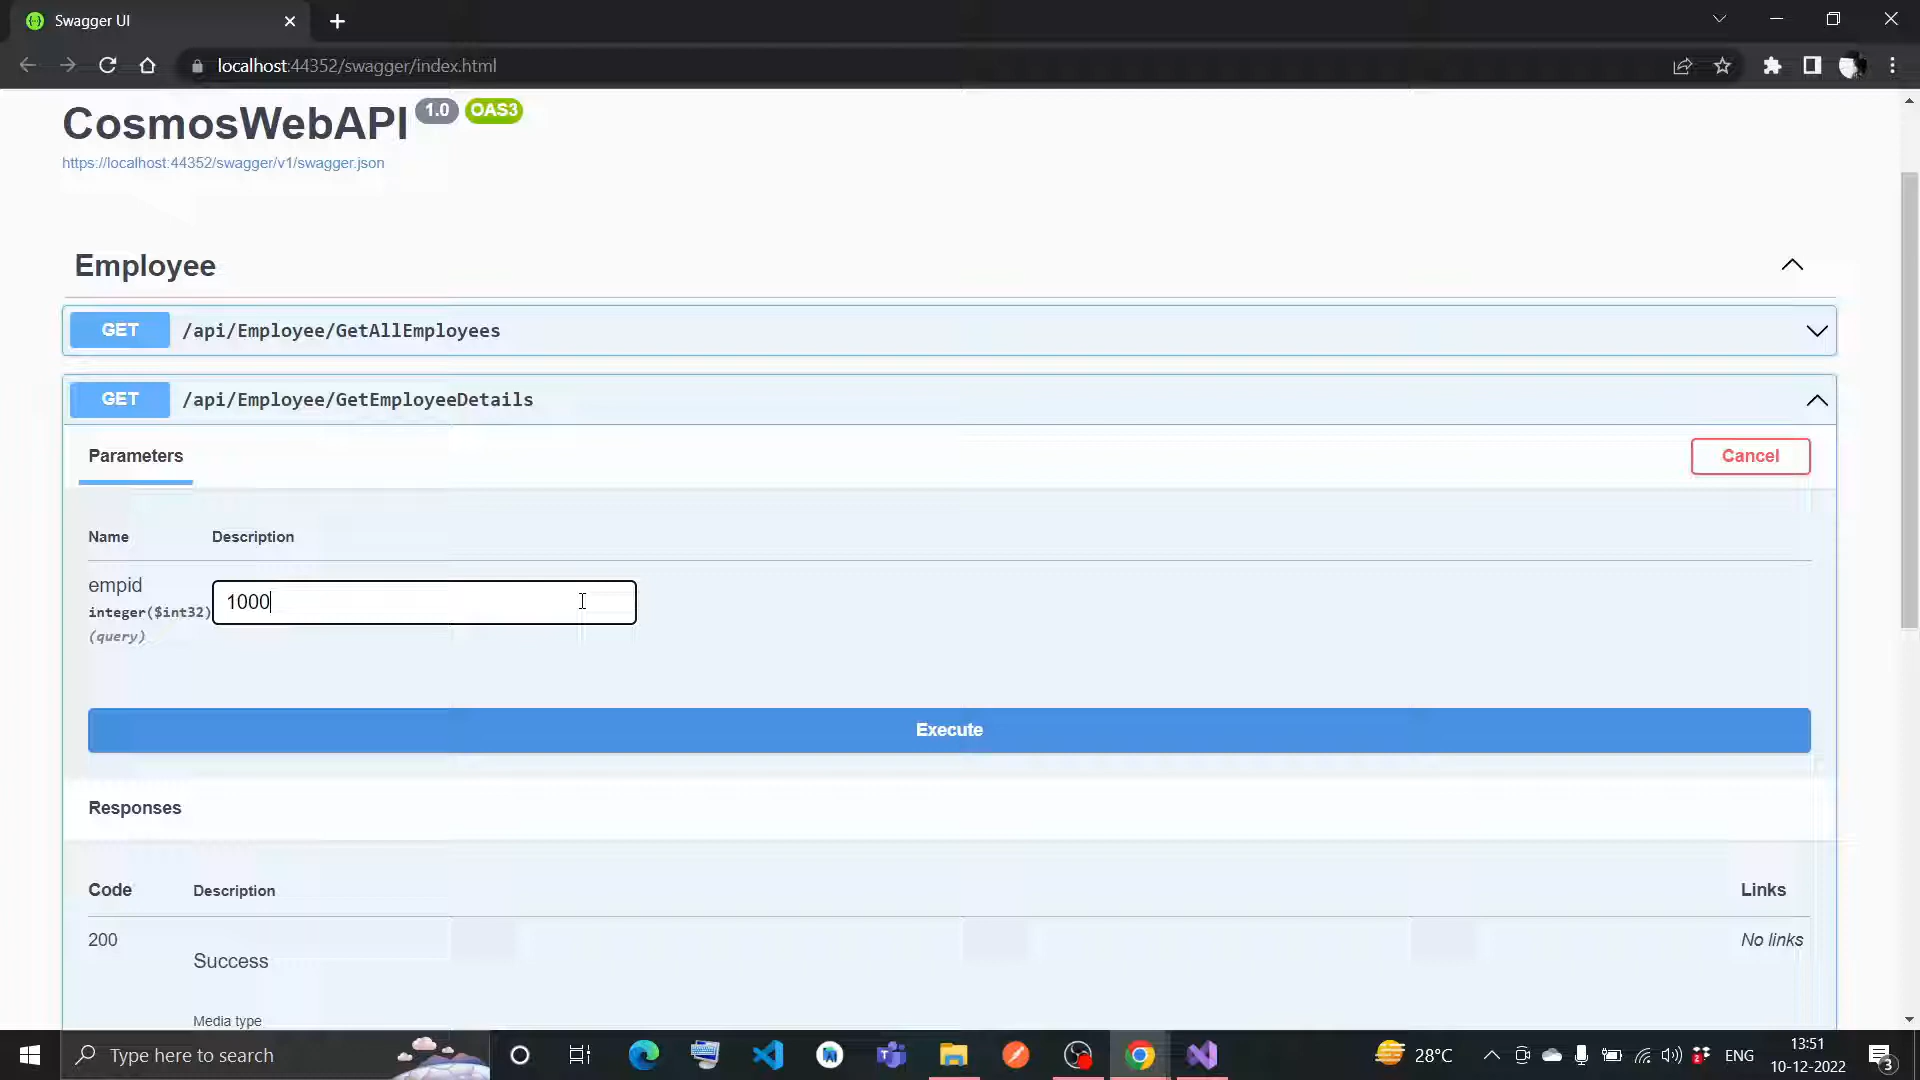 Swagger UI
localhost:44352/swagger/index.html
CosmosWebAPI 1.0 OAS3
https://localhost:44352/swagger/v1/swagger.json
Employee
GET /api/Employee/GetAllEmployees
GET /api/Employee/GetEmployeeDetails
Parameters Cancel
Name Description
empid
integer($int32)
(query)
1000
Execute
Responses
Code Description Links
200 No links
Success
Media type
Type here to search
28°C
ENG
13:51
10-12-2022
3